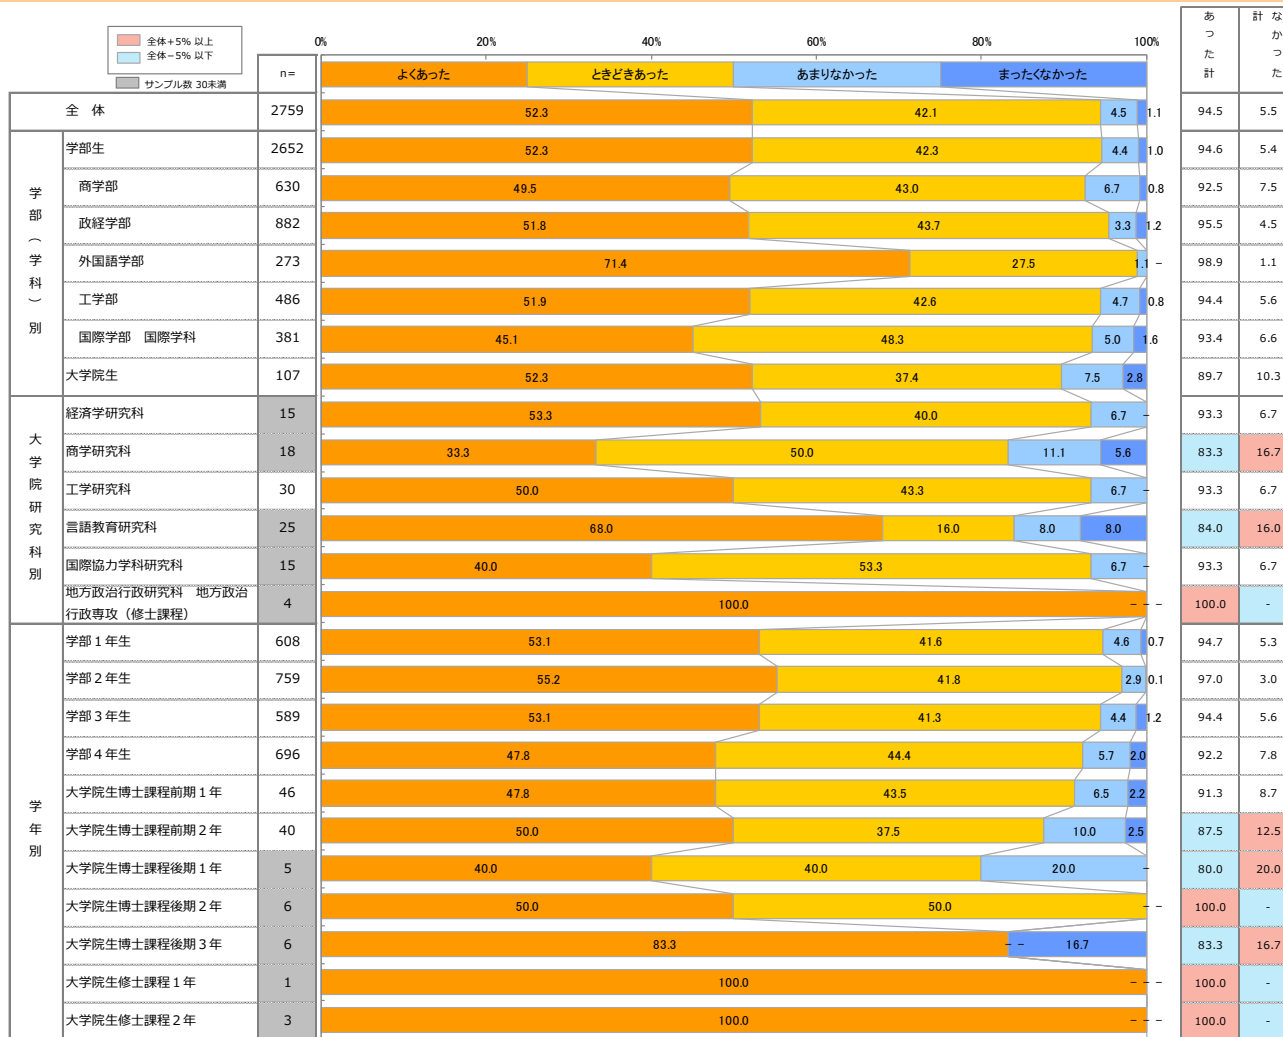 全体+5% 以上
全体-5% 以下
サンプル数 30未満
n=
0% 20% 40% 60% 80% 100%
よくあった ときどきあった あまりなかった まったくなかった
あった計 なかった計
全　体 2759 52.3 42.1 4.5 1.1 94.5 5.5
学部（学科）別
学部生 2652 52.3 42.3 4.4 1.0 94.6 5.4
商学部 630 49.5 43.0 6.7 0.8 92.5 7.5
政経学部 882 51.8 43.7 3.3 1.2 95.5 4.5
外国語学部 273 71.4 27.5 1.1 - 98.9 1.1
工学部 486 51.9 42.6 4.7 0.8 94.4 5.6
国際学部　国際学科 381 45.1 48.3 5.0 1.6 93.4 6.6
大学院生 107 52.3 37.4 7.5 2.8 89.7 10.3
大学院研究科別
経済学研究科 15 53.3 40.0 6.7 - 93.3 6.7
商学研究科 18 33.3 50.0 11.1 5.6 83.3 16.7
工学研究科 30 50.0 43.3 6.7 - 93.3 6.7
言語教育研究科 25 68.0 16.0 8.0 8.0 84.0 16.0
国際協力学科研究科 15 40.0 53.3 6.7 - 93.3 6.7
地方政治行政研究科　地方政治
行政専攻（修士課程） 4 100.0 - - - 100.0 -
学年別
学部１年生 608 53.1 41.6 4.6 0.7 94.7 5.3
学部２年生 759 55.2 41.8 2.9 0.1 97.0 3.0
学部３年生 589 53.1 41.3 4.4 1.2 94.4 5.6
学部４年生 696 47.8 44.4 5.7 2.0 92.2 7.8
大学院生博士課程前期１年 46 47.8 43.5 6.5 2.2 91.3 8.7
大学院生博士課程前期２年 40 50.0 37.5 10.0 2.5 87.5 12.5
大学院生博士課程後期１年 5 40.0 40.0 20.0 - 80.0 20.0
大学院生博士課程後期２年 6 50.0 50.0 - - 100.0 -
大学院生博士課程後期３年 6 83.3 - - 16.7 83.3 16.7
大学院生修士課程１年 1 100.0 - - - 100.0 -
大学院生修士課程２年 3 100.0 - - - 100.0 -